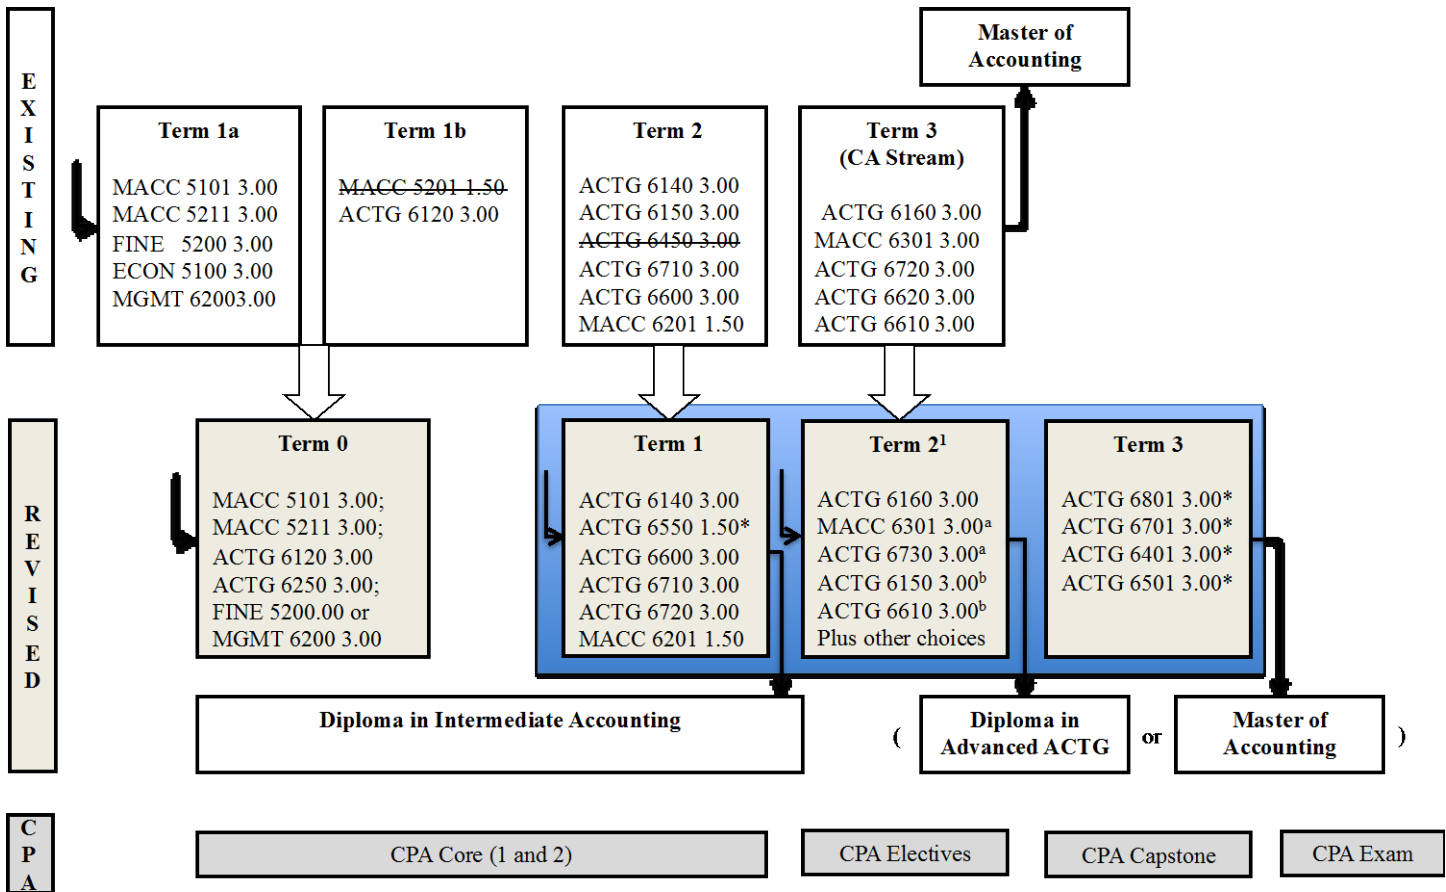 EXISTING
Master of
Accounting
Term 1a
MACC 5101 3.00
MACC 5211 3.00
FINE 5200 3.00
ECON 5100 3.00
MGMT 62003.00
Term 1b
MACC 5201 1.50
ACTG 6120 3.00
Term 2
ACTG 6140 3.00
ACTG 6150 3.00
ACTG 6450 3.00
ACTG 6710 3.00
ACTG 6600 3.00
MACC 6201 1.50
Term 3
(CA Stream)
ACTG 6160 3.00
MACC 6301 3.00
ACTG 6720 3.00
ACTG 6620 3.00
ACTG 6610 3.00
REVISED
Term 0
MACC 5101 3.00;
MACC 5211 3.00;
ACTG 6120 3.00
ACTG 6250 3.00;
FINE 5200.00 or
MGMT 6200 3.00
Term 1
ACTG 6140 3.00
ACTG 6550 1.50*
ACTG 6600 3.00
ACTG 6710 3.00
ACTG 6720 3.00
MACC 6201 1.50
Term 2¹
ACTG 6160 3.00
MACC 6301 3.00ᵃ
ACTG 6730 3.00ᵃ
ACTG 6150 3.00ᵇ
ACTG 6610 3.00ᵇ
Plus other choices
Term 3
ACTG 6801 3.00*
ACTG 6701 3.00*
ACTG 6401 3.00*
ACTG 6501 3.00*
Diploma in Intermediate Accounting
(
Diploma in
Advanced ACTG
or
Master of
Accounting
)
CPA
CPA Core (1 and 2)
CPA Electives
CPA Capstone
CPA Exam